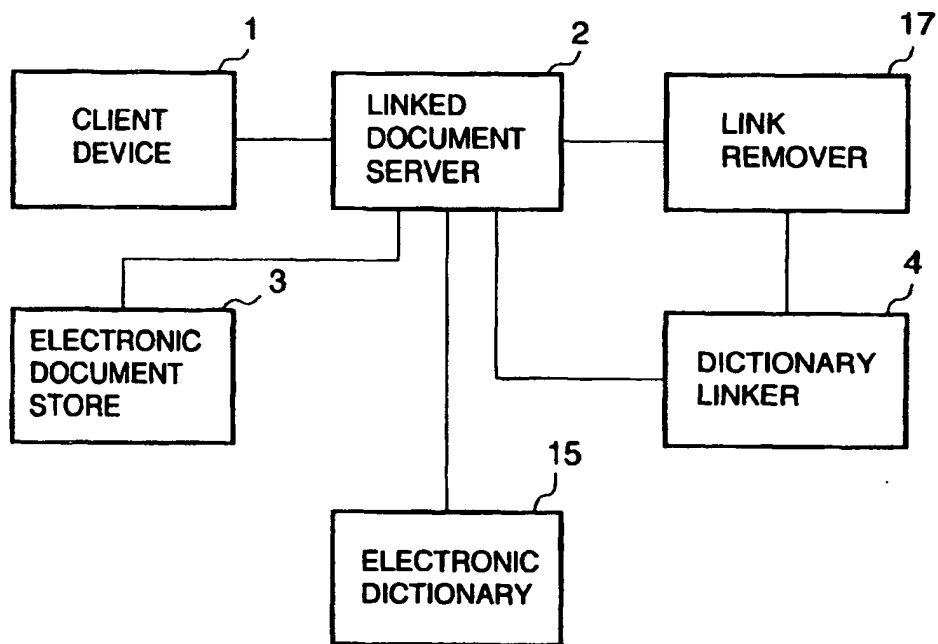 1
CLIENT
DEVICE
2
LINKED
DOCUMENT
SERVER
17
LINK
REMOVER
3
ELECTRONIC
DOCUMENT
STORE
4
DICTIONARY
LINKER
15
ELECTRONIC
DICTIONARY